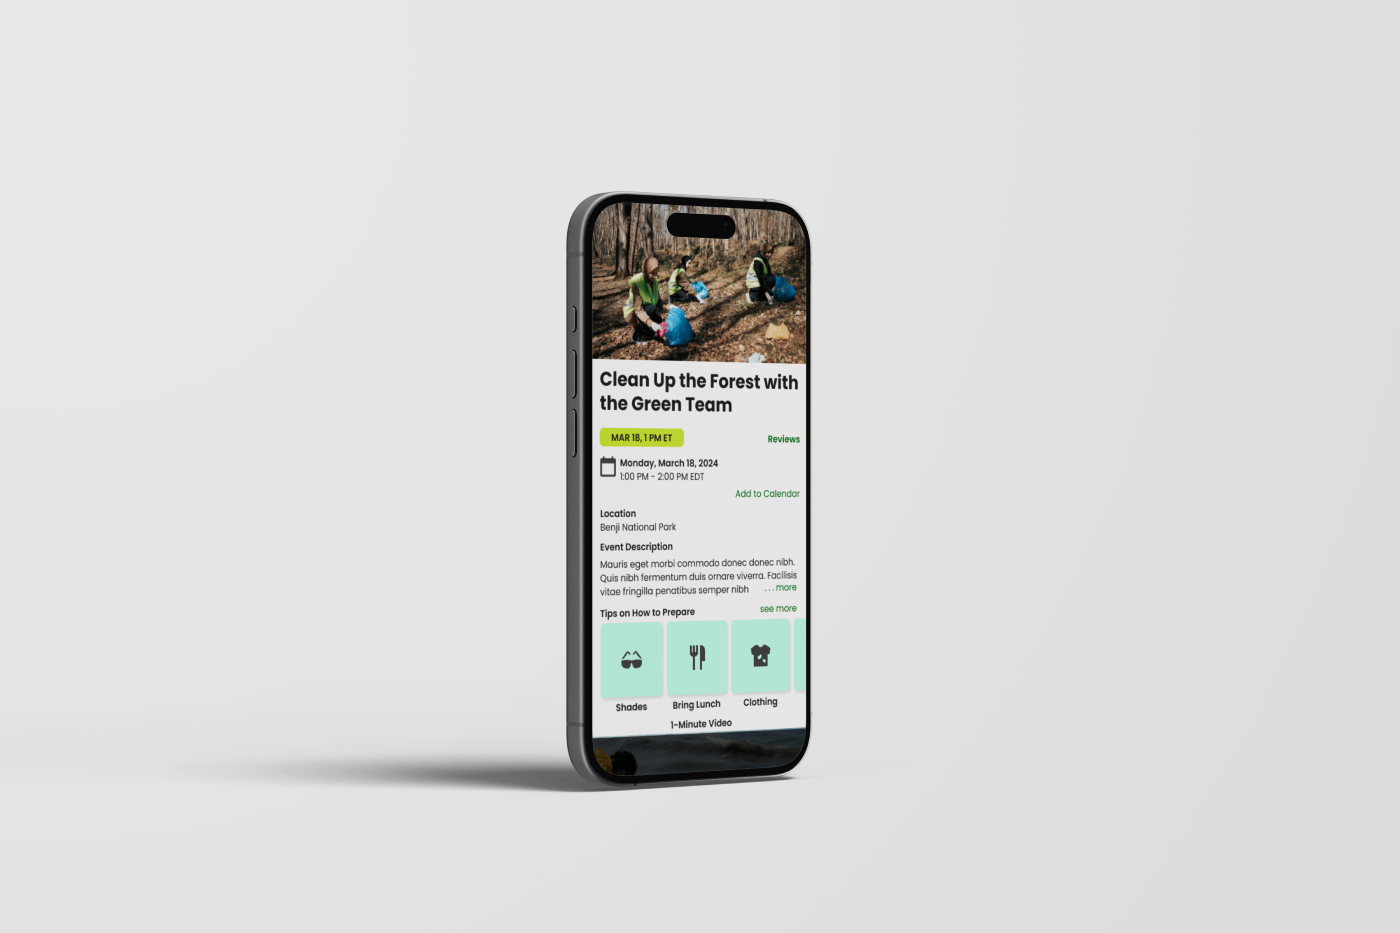 Clean Up the Forest with
the Green Team
MAR 18, 1 PM ET
Reviews
Monday, March 18, 2024
1:00 PM - 2:00 PM EDT
Add to Calendar
Location
Benji National Park
Event Description
Mauris eget morbi commodo donec donec nibh.
Quis nibh fermentum duis ornare viverra. Facilisis
vitae fringilla penatibus semper nibh ... more
Tips on How to Prepare see more
Shades Bring Lunch Clothing
1-Minute Video